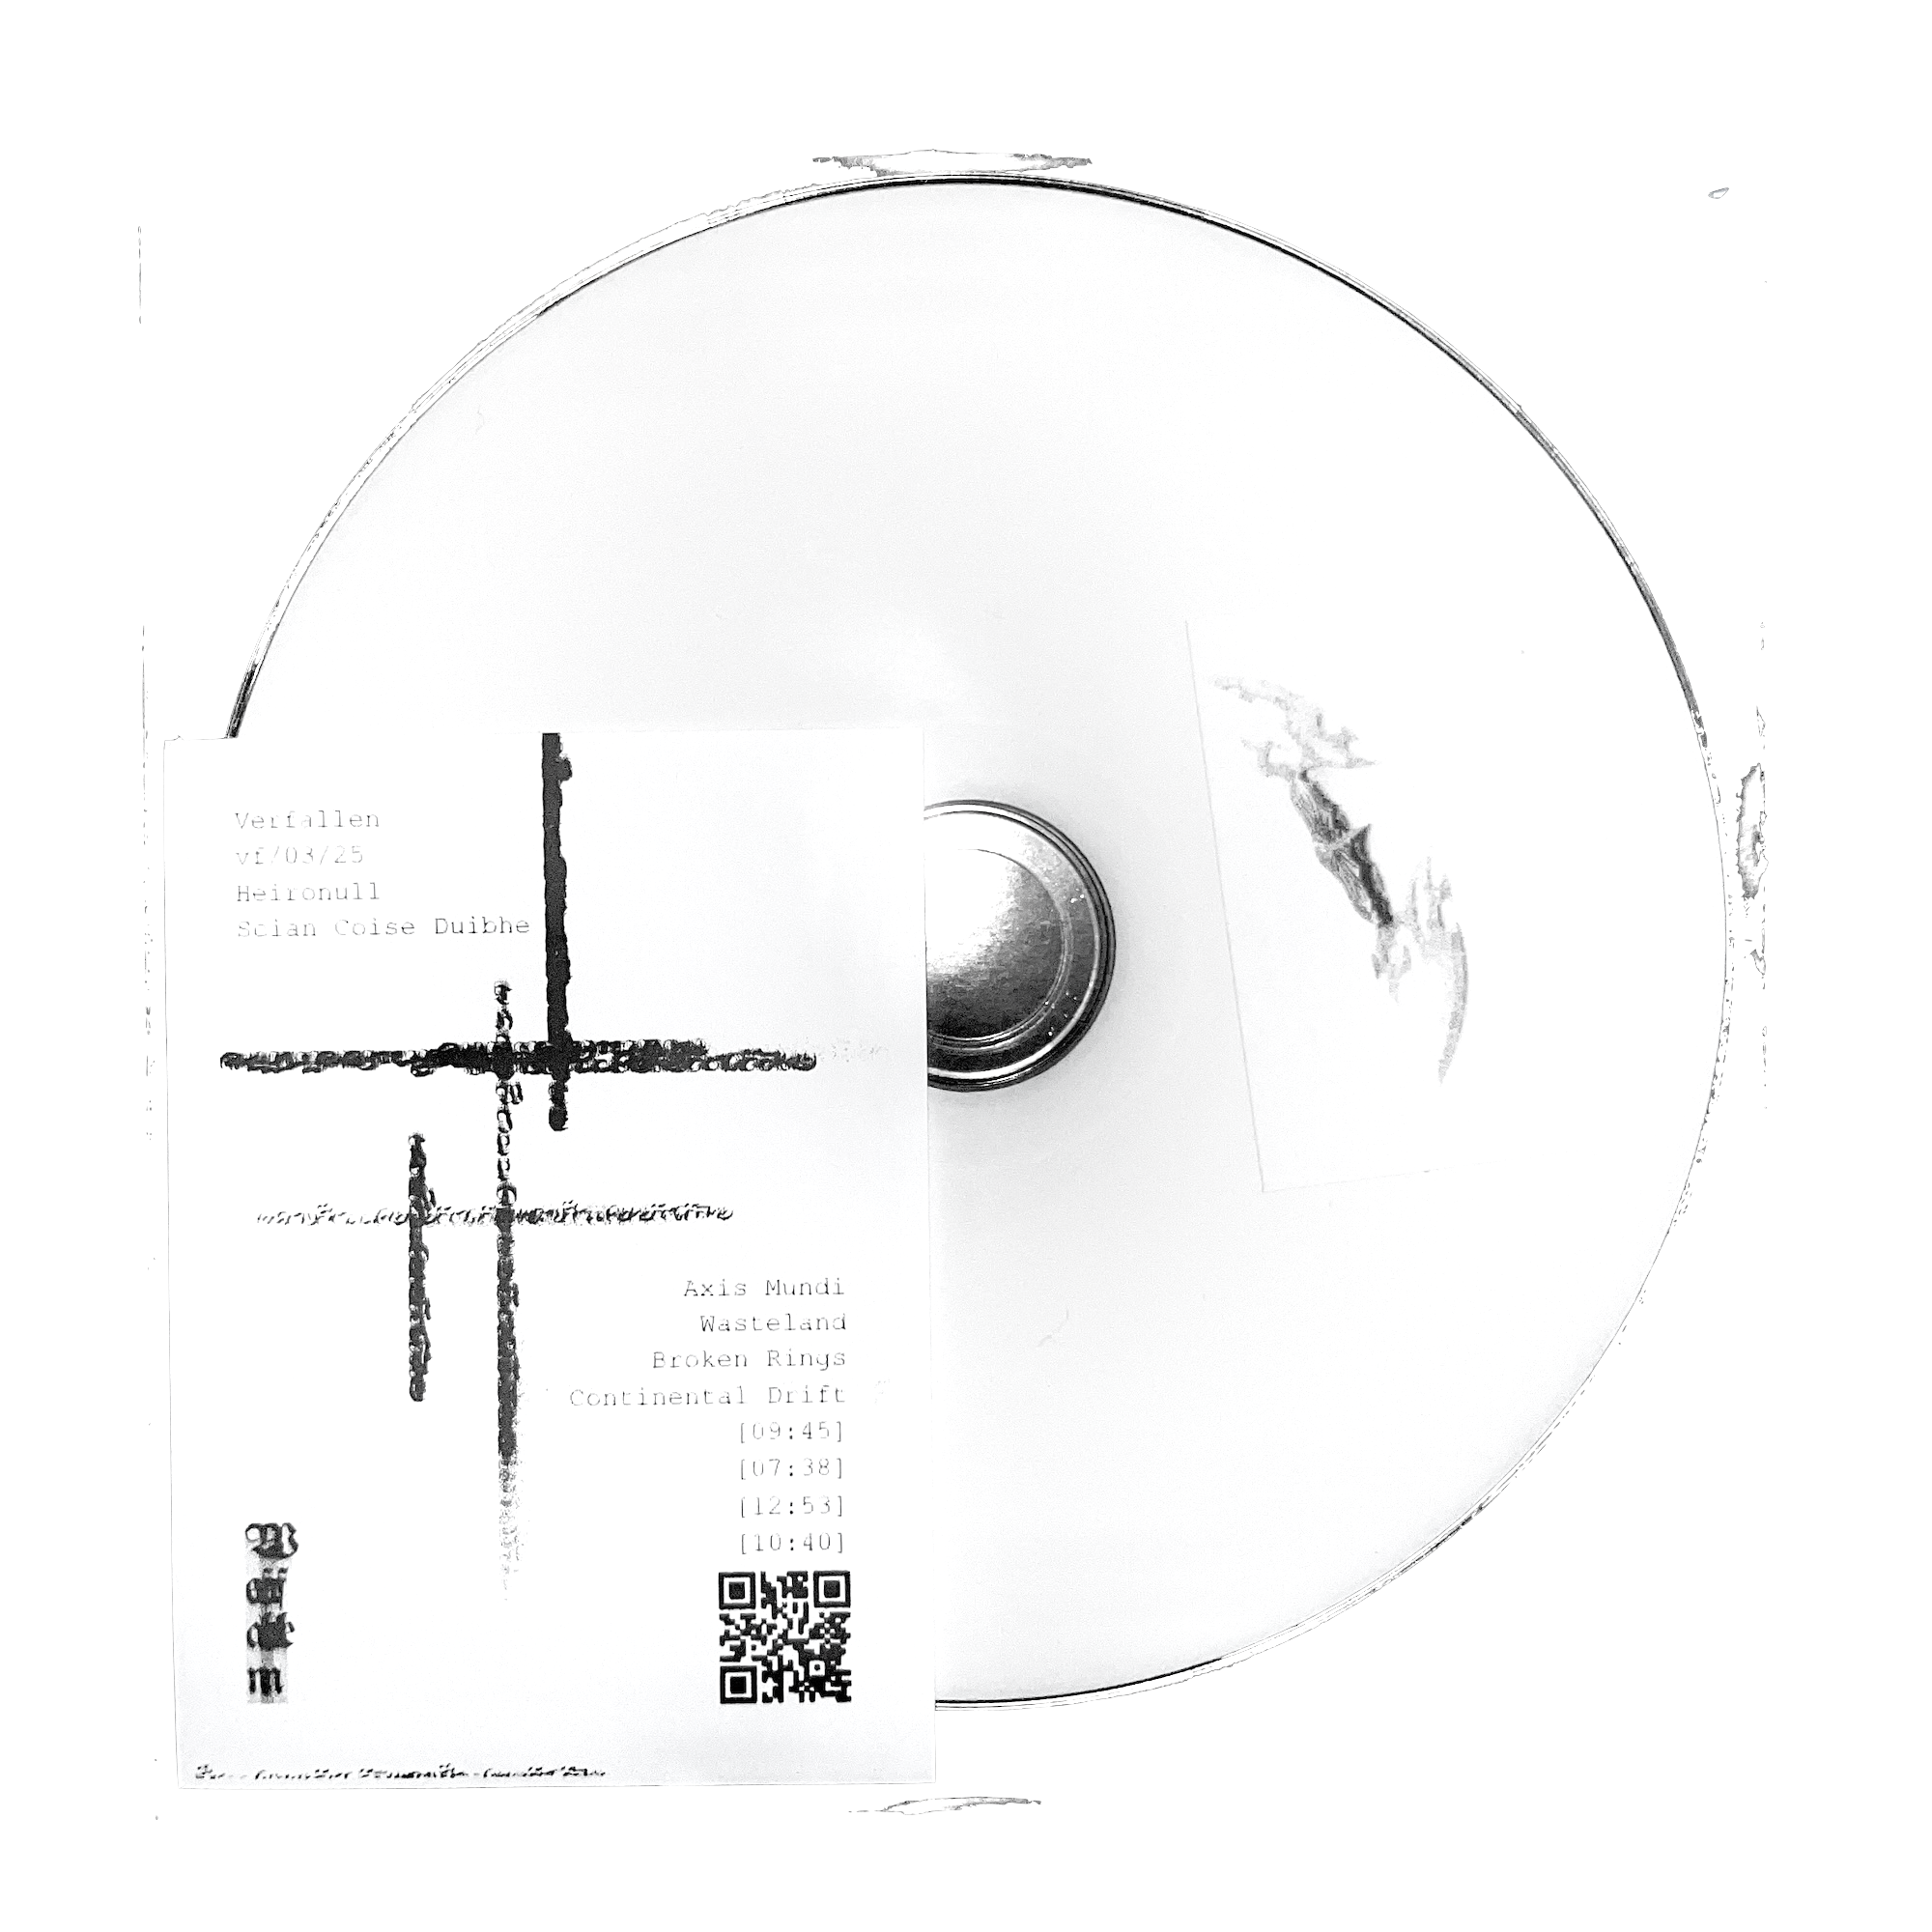 Verfallen
vf/03/25
Heironull
Scian Coise Duibhe
Axis Mundi
Wasteland
Broken Rings
Continental Drift
[09:45]
[07:38]
[12:53]
[10:40]